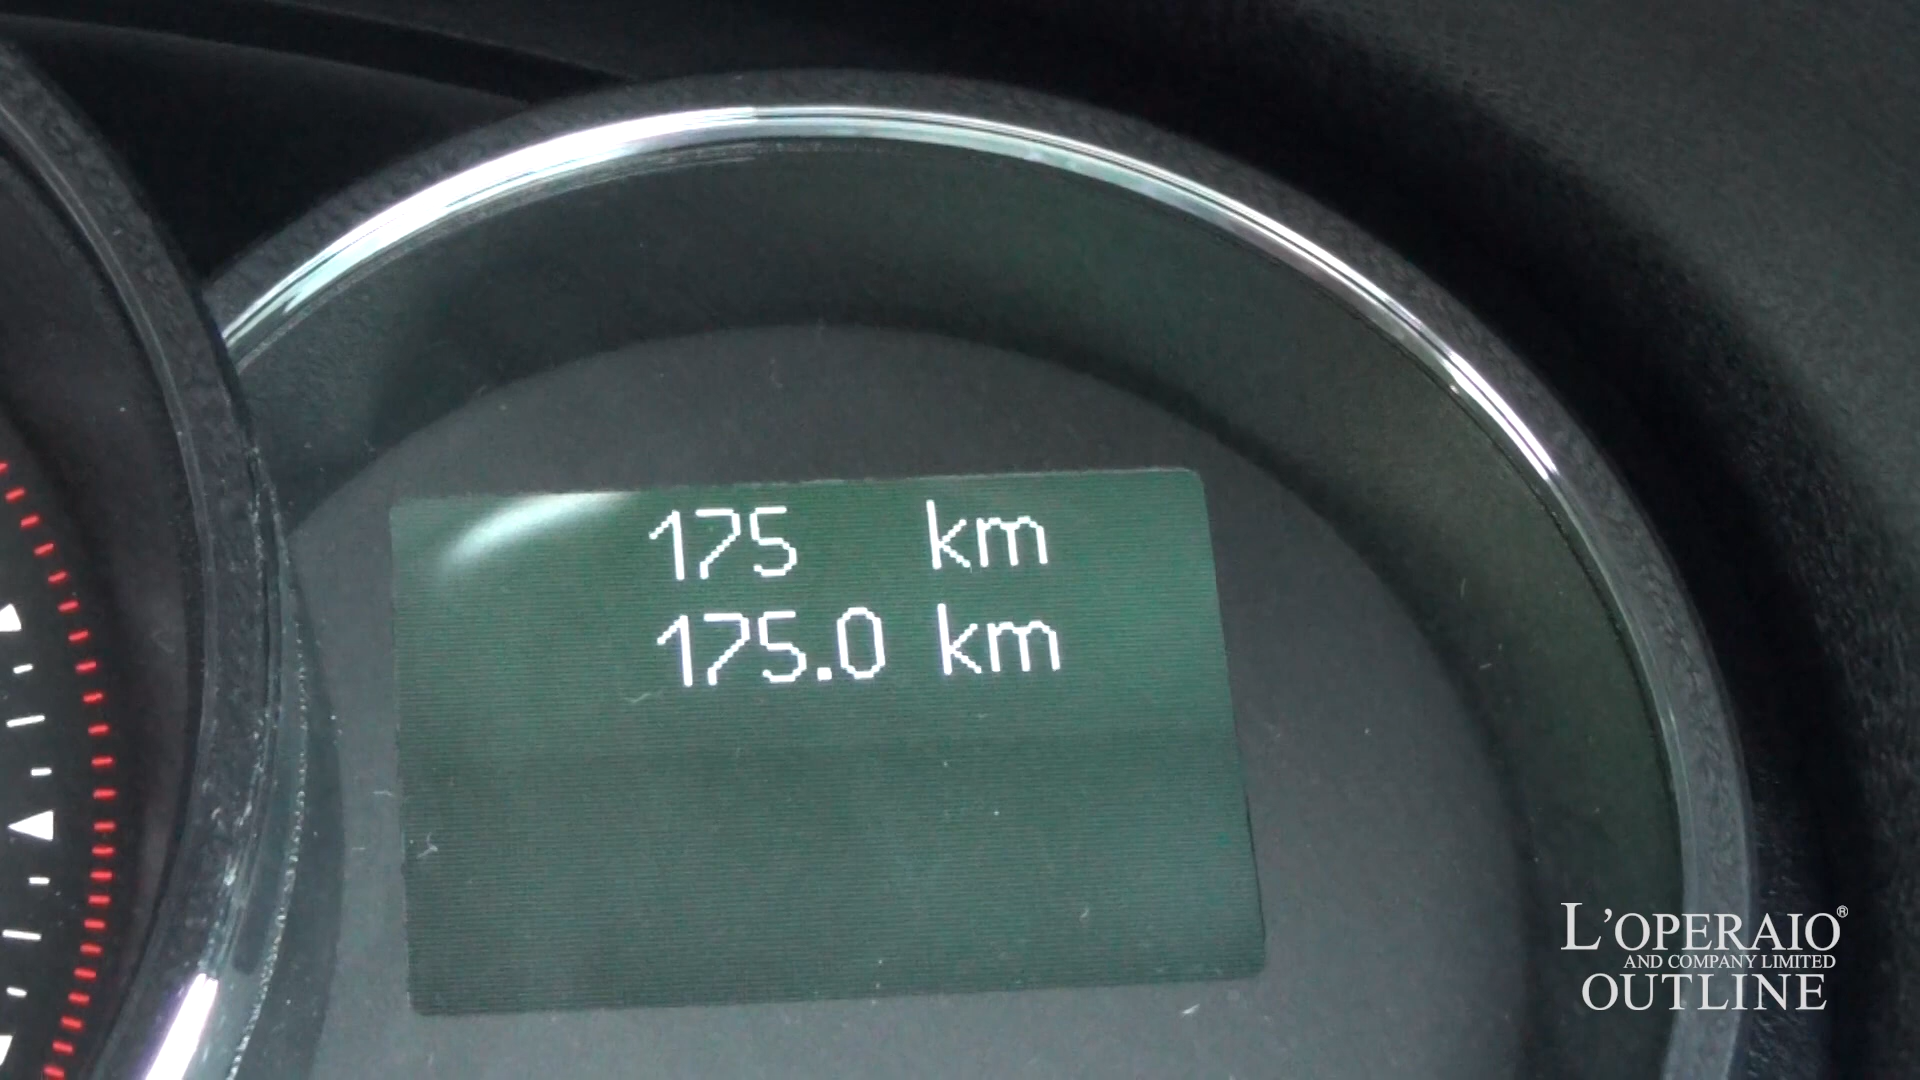 175 km
175.0 km
L'OPERAIO®
AND COMPANY LIMITED
OUTLINE